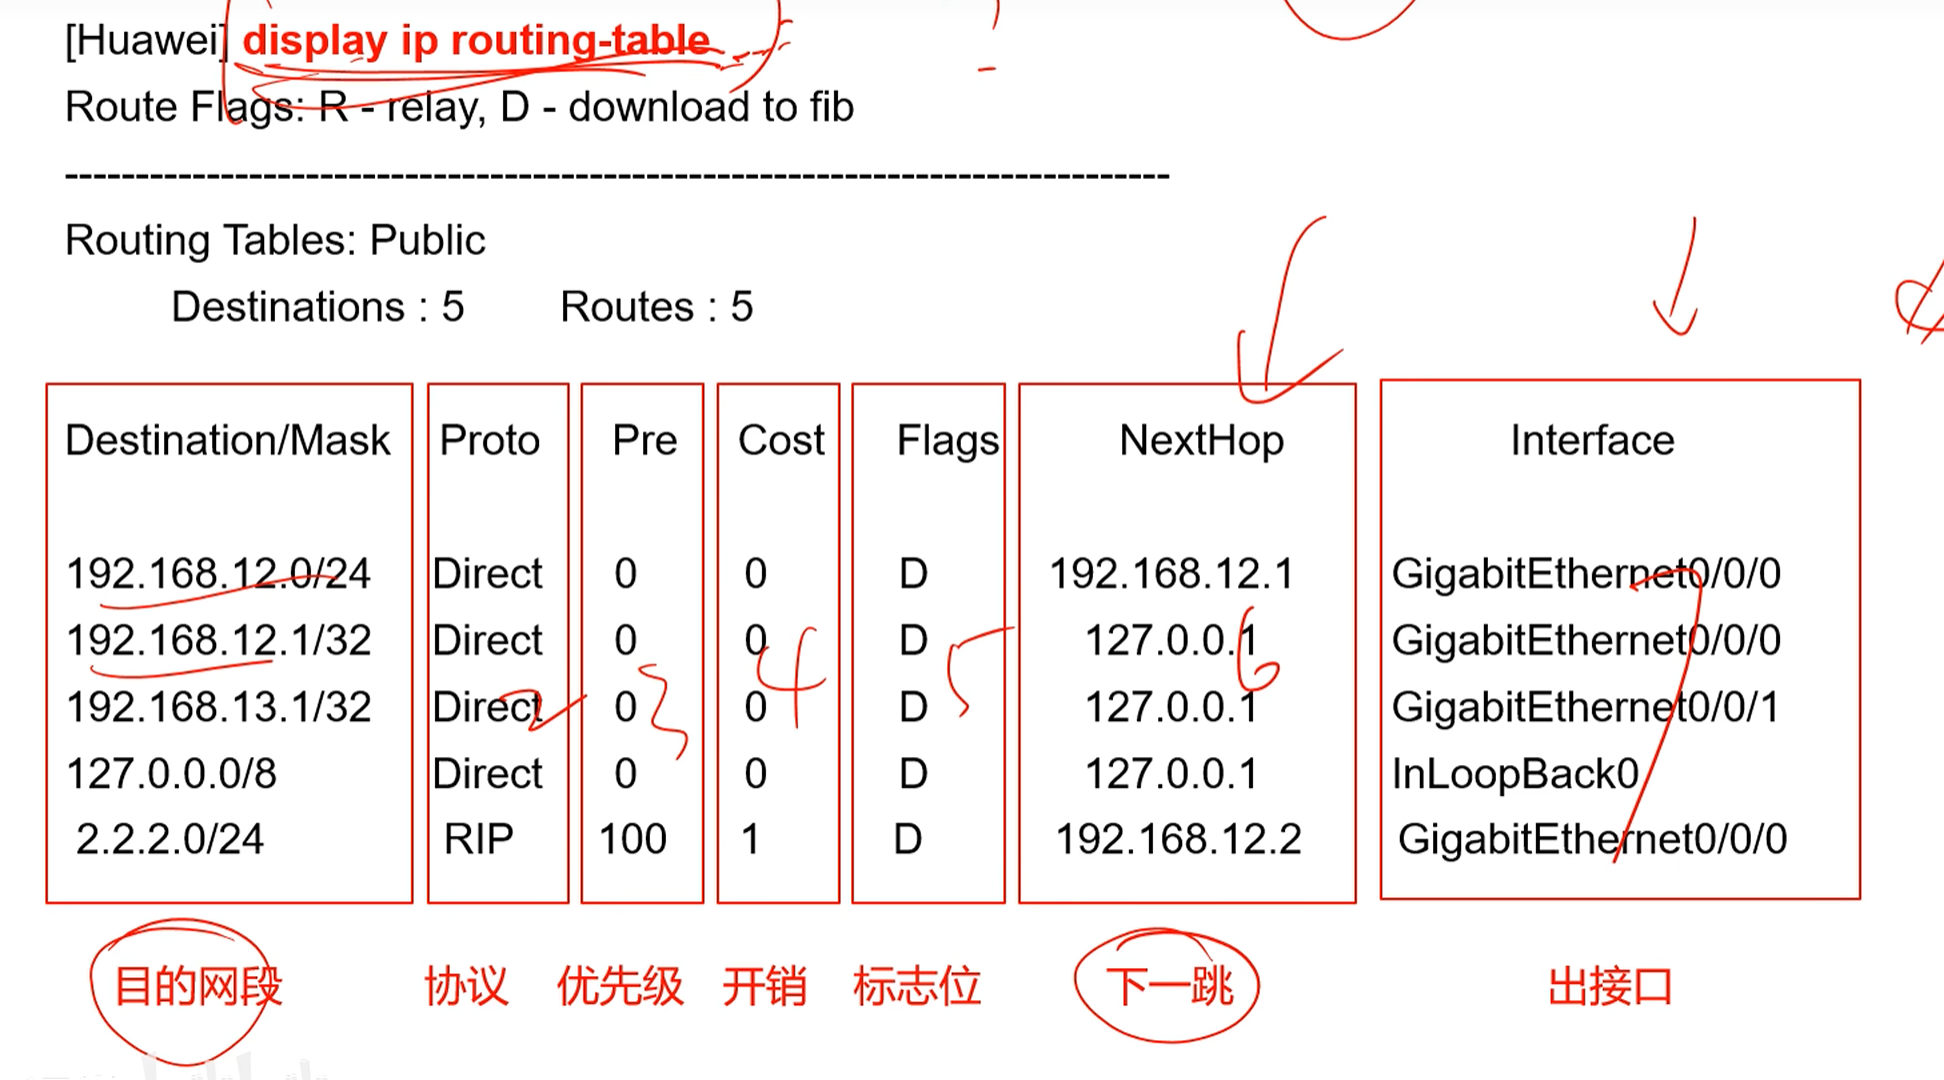 [Huawei] display ip routing-table
Route Flags: R - relay, D - download to fib
------------------------------------------------------------------------------
Routing Tables: Public
Destinations : 5 Routes : 5
Destination/Mask Proto Pre Cost Flags NextHop Interface
192.168.12.0/24 Direct 0 0 D 192.168.12.1 GigabitEthernet0/0/0
192.168.12.1/32 Direct 0 0 D 127.0.0.1 GigabitEthernet0/0/0
192.168.13.1/32 Direct 0 0 D 127.0.0.1 GigabitEthernet0/0/1
127.0.0.0/8 Direct 0 0 D 127.0.0.1 InLoopBack0
2.2.2.0/24 RIP 100 1 D 192.168.12.2 GigabitEthernet0/0/0
2 3 4 5 6 7
目的网段 协议 优先级 开销 标志位 下一跳 出接口